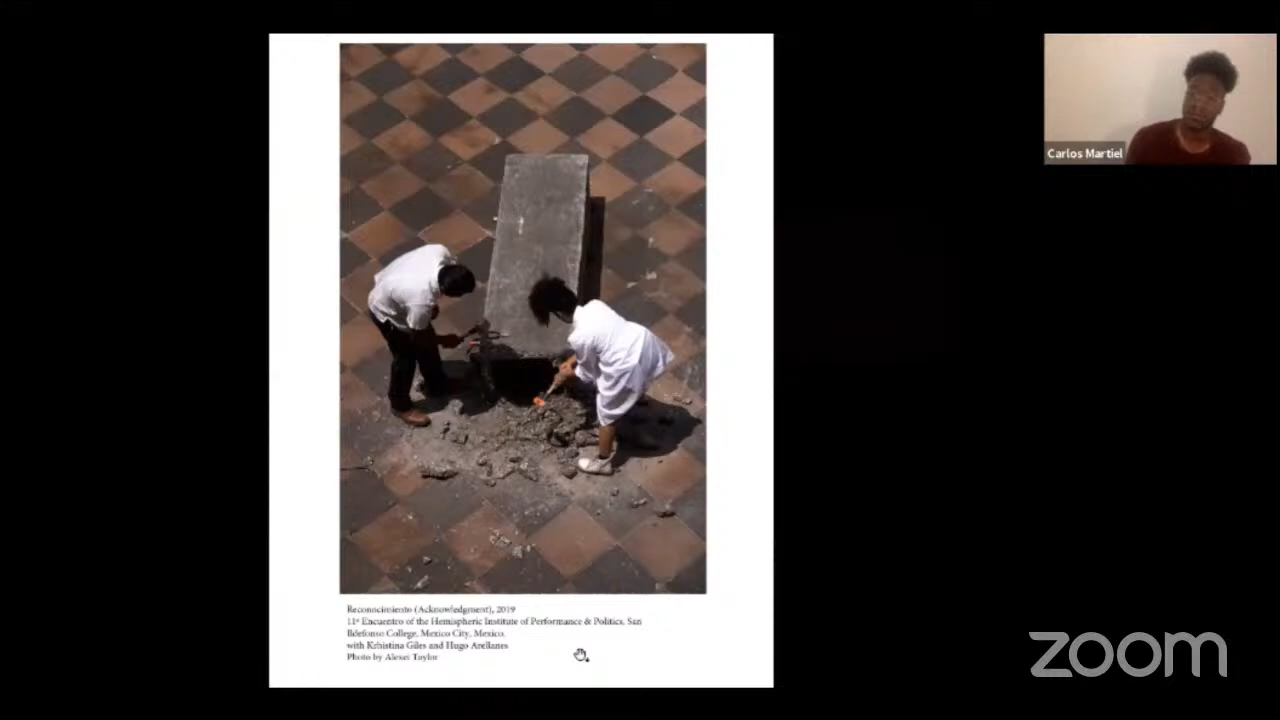 Carlos Martiel
Reconocimiento (Acknowledgment), 2019
11º Encuentro of the Hemispheric Institute of Performance & Politics, San
Ildefonso College, Mexico City, Mexico.
with Krhistina Giles and Hugo Arellanes
Photo by Alexei Taylor
zoom